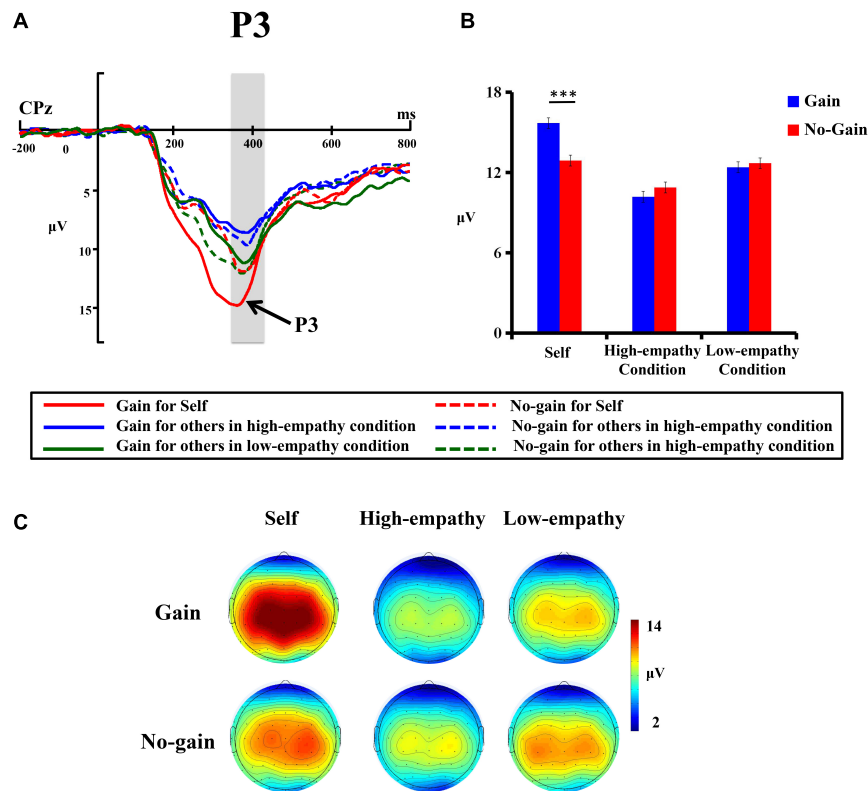 A
P3
CPz
ms
-200
0
200
400
600
800
5
µV
10
15
P3
B
18
12
µV
6
0
***
Gain
No-Gain
Self
High-empathy
Condition
Low-empathy
Condition
Gain for Self
No-gain for Self
Gain for others in high-empathy condition
No-gain for others in high-empathy condition
Gain for others in low-empathy condition
No-gain for others in high-empathy condition
C
Self
High-empathy
Low-empathy
Gain
No-gain
14
µV
2